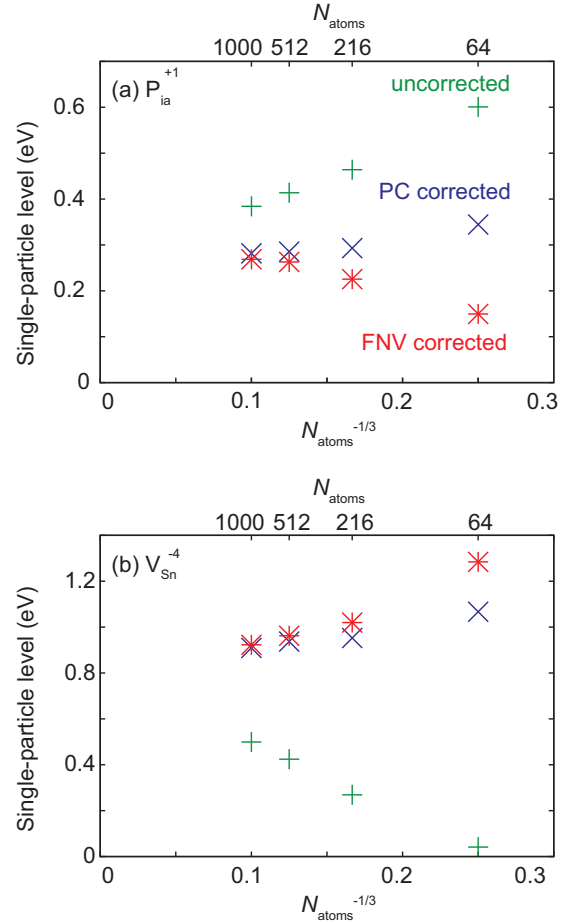 N_atoms
1000 512 216 64
(a) P_ia^+1
uncorrected
PC corrected
FNV corrected
Single-particle level (eV)
0.6
0.4
0.2
0
0.1 0.2 0.3
N_atoms^-1/3
N_atoms
1000 512 216 64
(b) V_Sn^-4
Single-particle level (eV)
1.2
0.8
0.4
0
0.1 0.2 0.3
N_atoms^-1/3